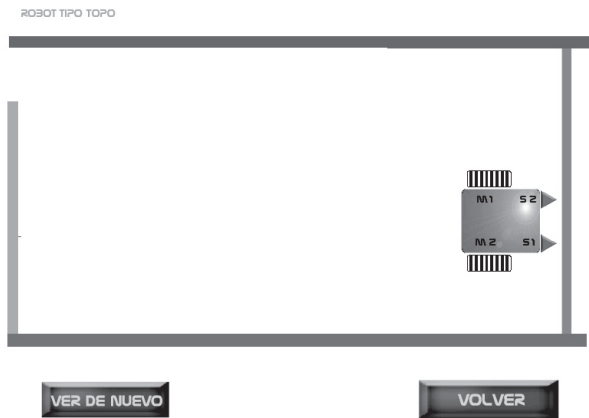 ROBOT TIPO TOPO
M1 S2
M2 S1
VER DE NUEVO
VOLVER